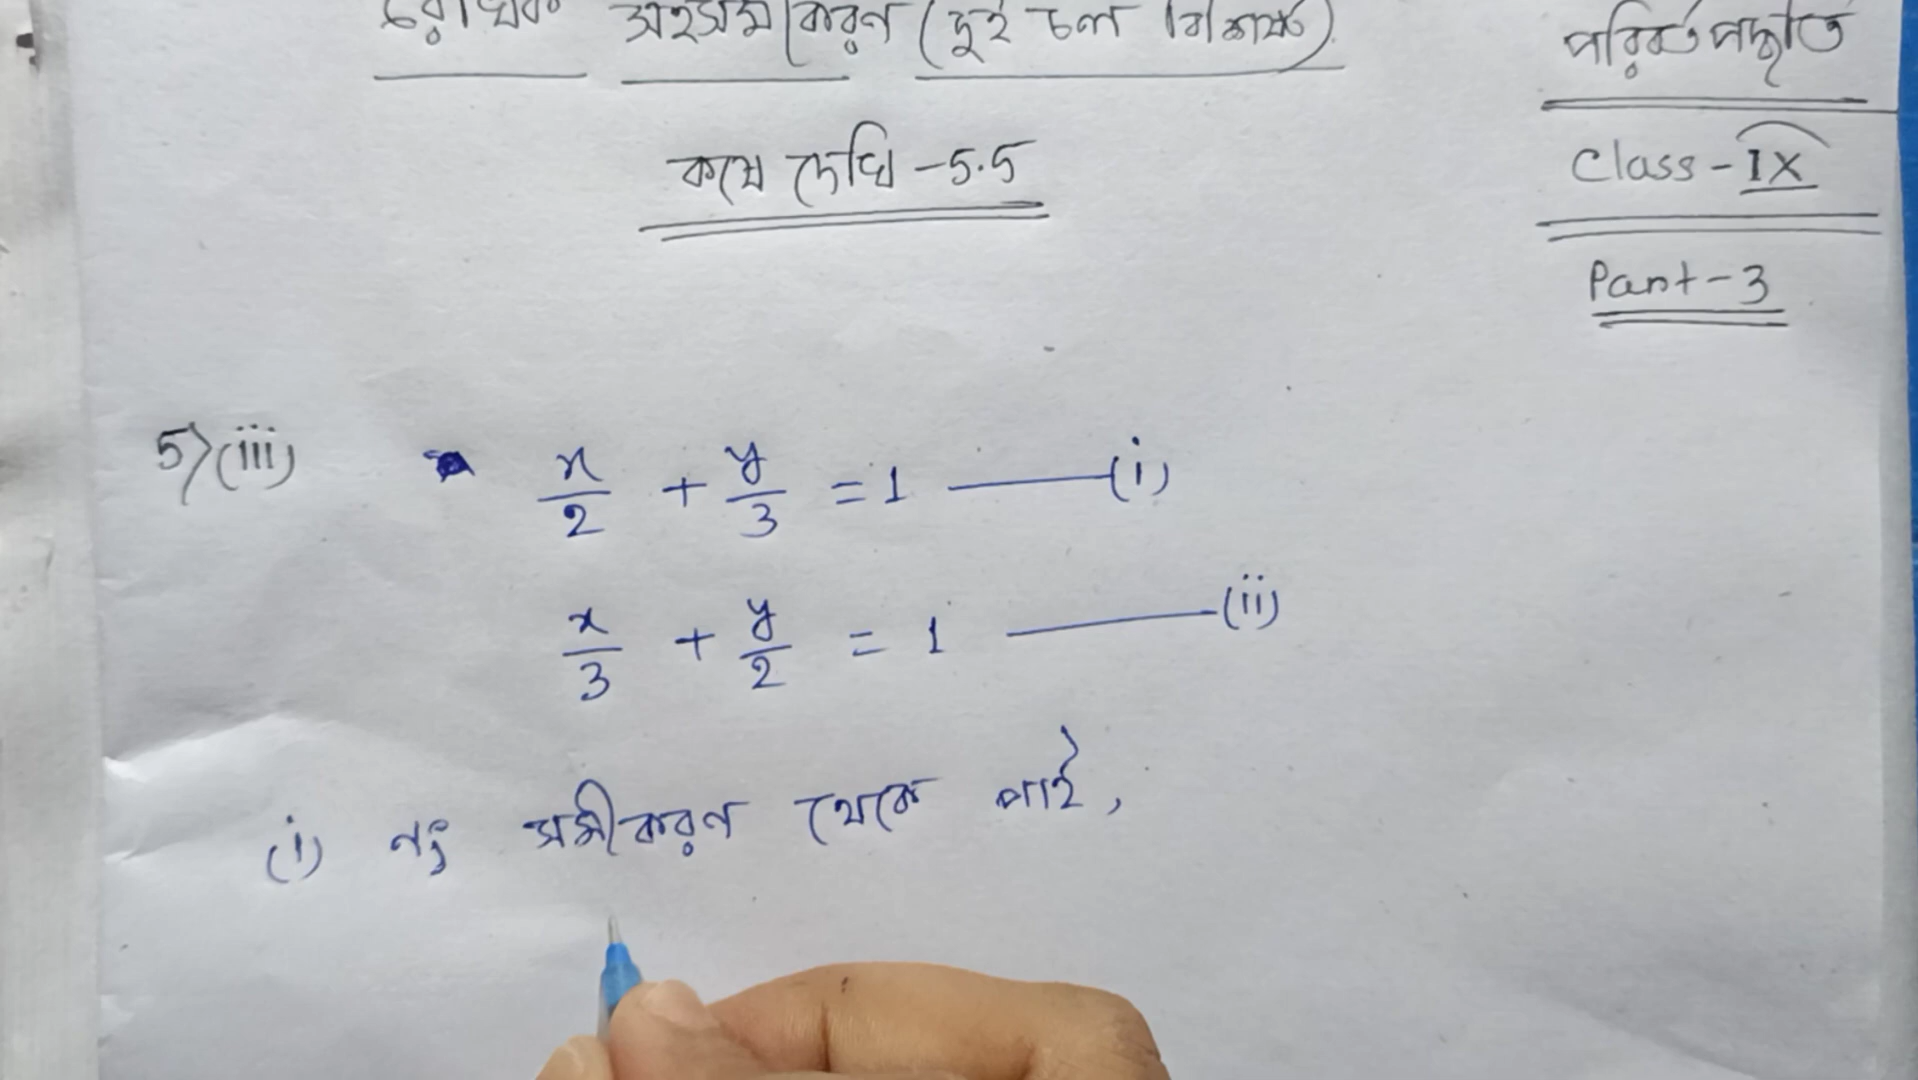 রৈখিক সহসমীকরণ (দুই চল বিশিষ্ট)
পরিবর্ত পদ্ধতি
কষে দেখি - 5.5
Class - IX
Part - 3
5>(iii) x/2 + y/3 = 1 ——(i)
x/3 + y/2 = 1 ——(ii)
(i) নং সমীকরণ থেকে পাই,